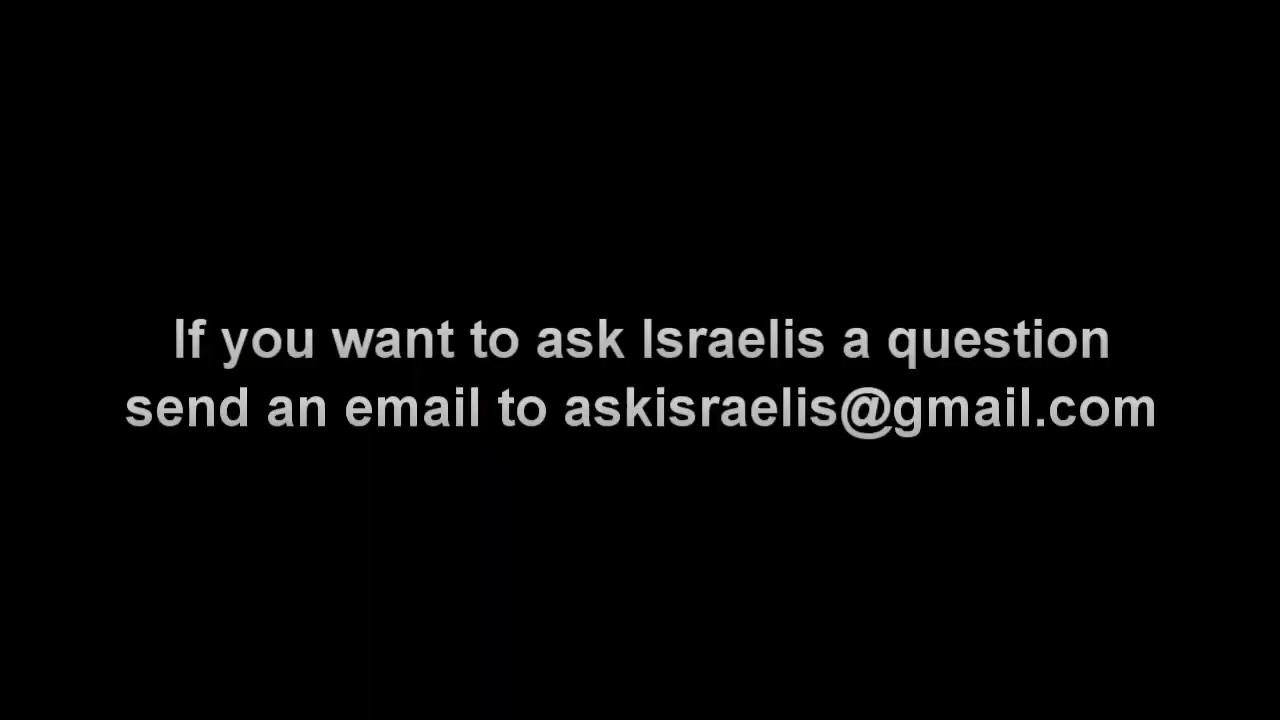 If you want to ask Israelis a question
send an email to askisraelis@gmail.com